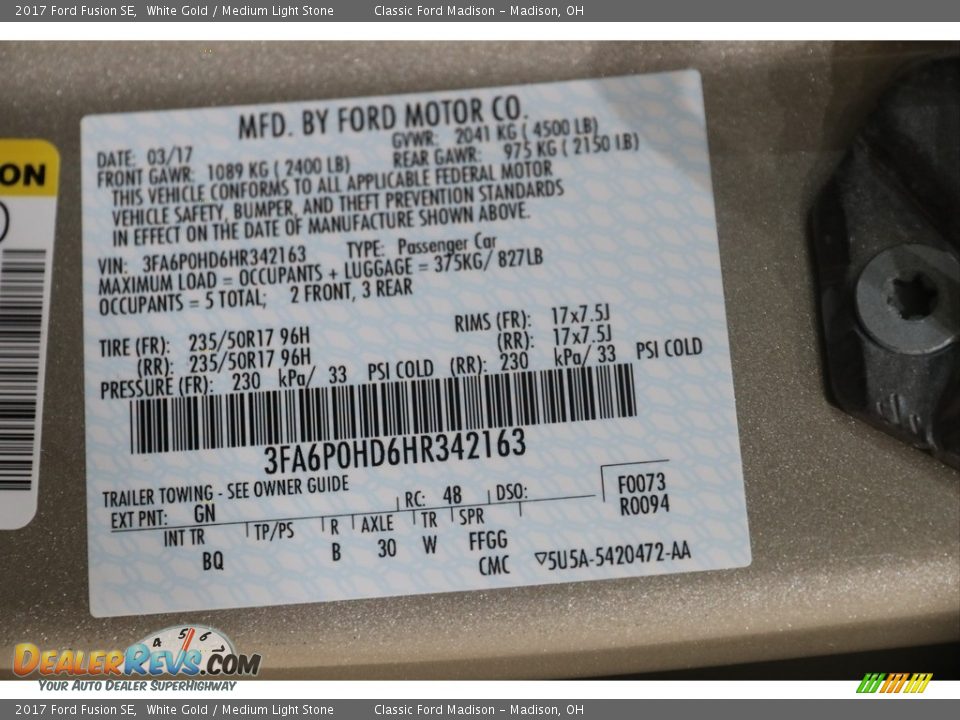 2017 Ford Fusion SE, White Gold / Medium Light Stone Classic Ford Madison - Madison, OH
ON
MFD. BY FORD MOTOR CO.
DATE: 03/17 GVWR: 2041 KG ( 4500 LB)
FRONT GAWR: 1089 KG ( 2400 LB) REAR GAWR: 975 KG ( 2150 LB)
THIS VEHICLE CONFORMS TO ALL APPLICABLE FEDERAL MOTOR
VEHICLE SAFETY, BUMPER, AND THEFT PREVENTION STANDARDS
IN EFFECT ON THE DATE OF MANUFACTURE SHOWN ABOVE.
VIN: 3FA6P0HD6HR342163 TYPE: Passenger Car
MAXIMUM LOAD = OCCUPANTS + LUGGAGE = 375KG/ 827LB
OCCUPANTS = 5 TOTAL; 2 FRONT, 3 REAR
TIRE (FR): 235/50R17 96H RIMS (FR): 17x7.5J
(RR): 235/50R17 96H (RR): 17x7.5J
PRESSURE (FR): 230 kPa/ 33 PSI COLD (RR): 230 kPa/ 33 PSI COLD
3FA6P0HD6HR342163
TRAILER TOWING - SEE OWNER GUIDE
EXT PNT: GN RC: 48 DSO: F0073
R0094
INT TR TP/PS R AXLE TR SPR
BQ B 30 W FFGG
CMC ▽5U5A-5420472-AA
4 5 6
DEALERREVS.COM
YOUR AUTO DEALER SUPERHIGHWAY
2017 Ford Fusion SE, White Gold / Medium Light Stone Classic Ford Madison - Madison, OH